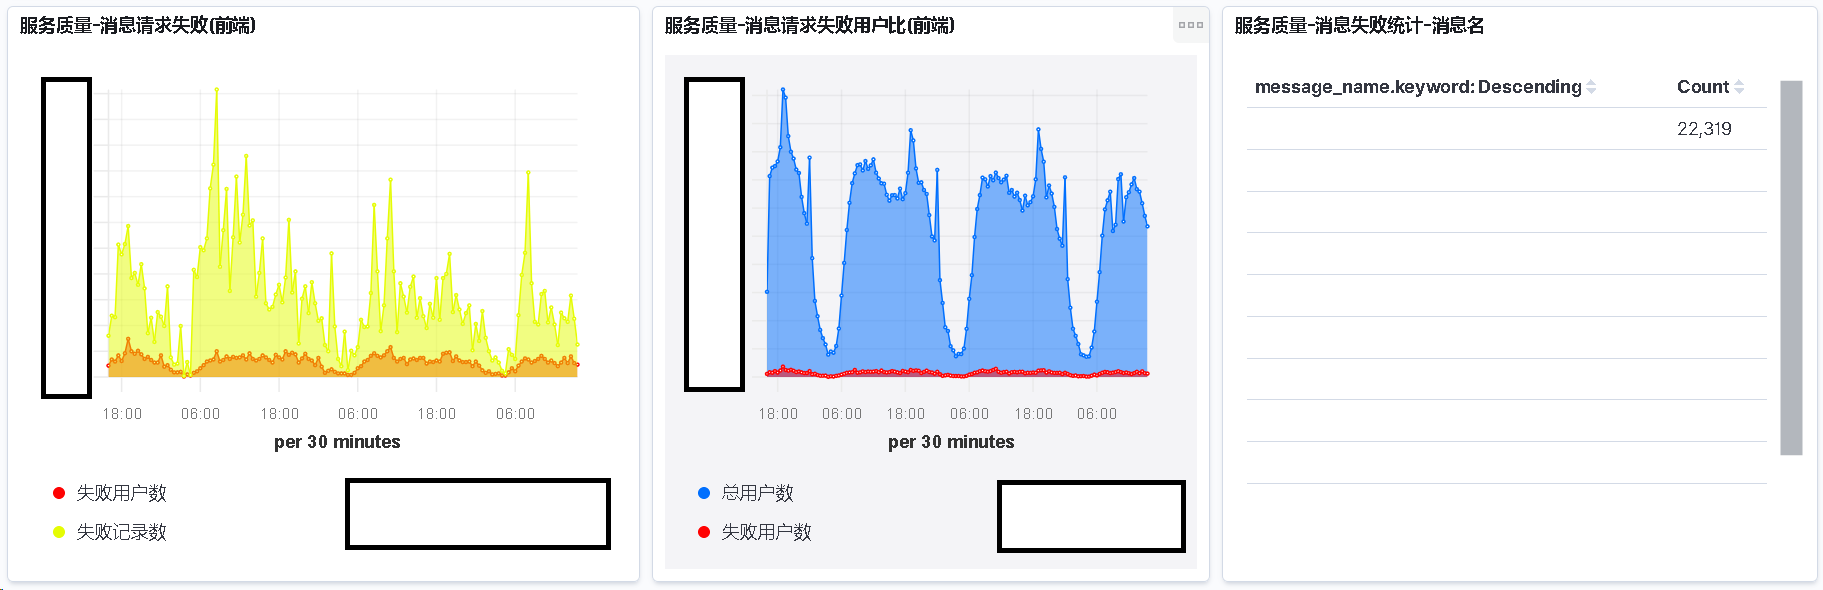 服务质量-消息请求失败(前端)
18:00 06:00 18:00 06:00 18:00 06:00
per 30 minutes
失败用户数
失败记录数
服务质量-消息请求失败用户比(前端)
18:00 06:00 18:00 06:00 18:00 06:00
per 30 minutes
总用户数
失败用户数
服务质量-消息失败统计-消息名
message_name.keyword: Descending Count
22,319